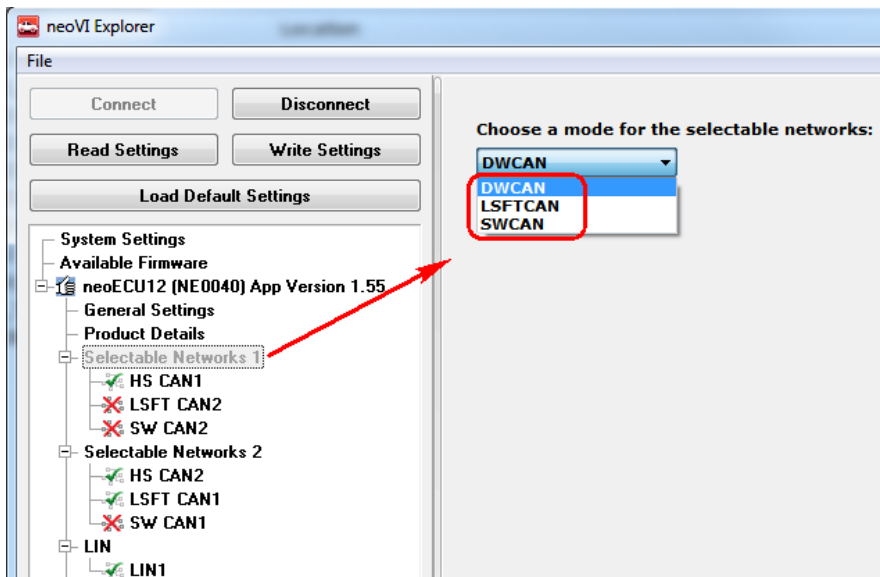 neoVI Explorer
File
Connect
Disconnect
Read Settings
Write Settings
Load Default Settings
System Settings
Available Firmware
neoECU12 (NE0040) App Version 1.55
General Settings
Product Details
Selectable Networks 1
HS CAN1
LSFT CAN2
SW CAN2
Selectable Networks 2
HS CAN2
LSFT CAN1
SW CAN1
LIN
LIN1
Choose a mode for the selectable networks:
DWCAN
DWCAN
LSFTCAN
SWCAN